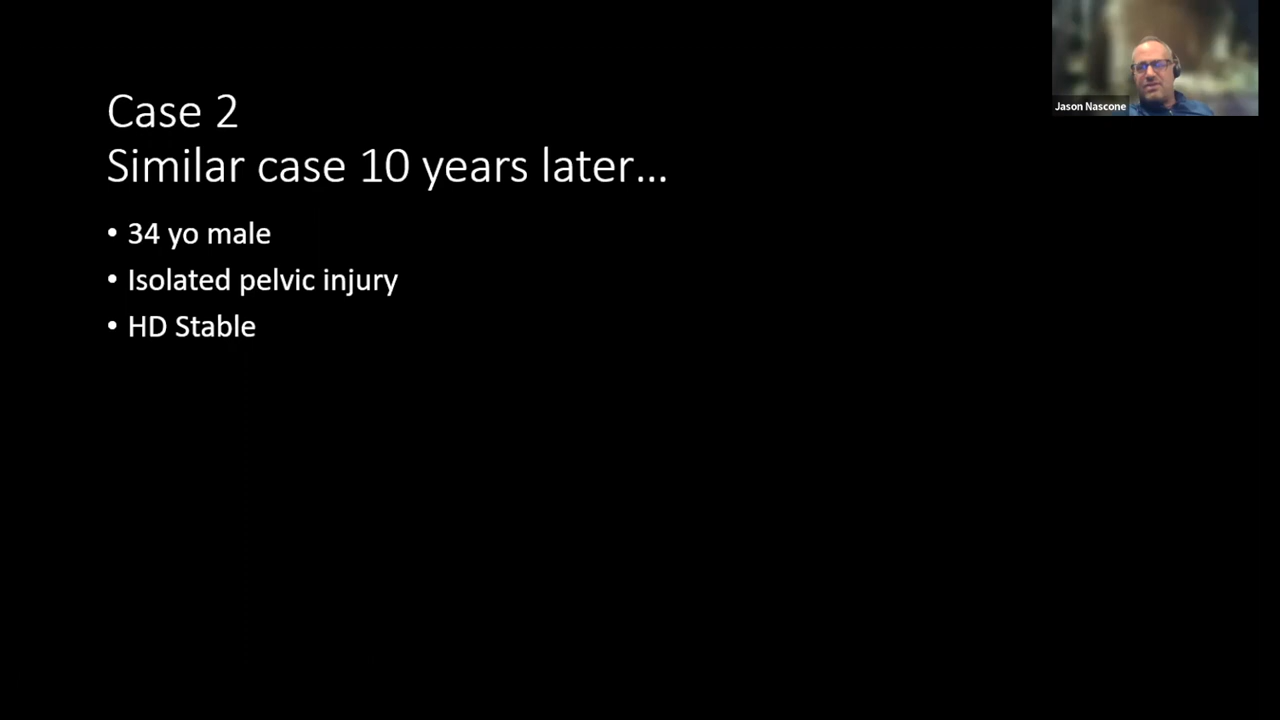 Case 2
Similar case 10 years later...
• 34 yo male
• Isolated pelvic injury
• HD Stable
Jason Nascone